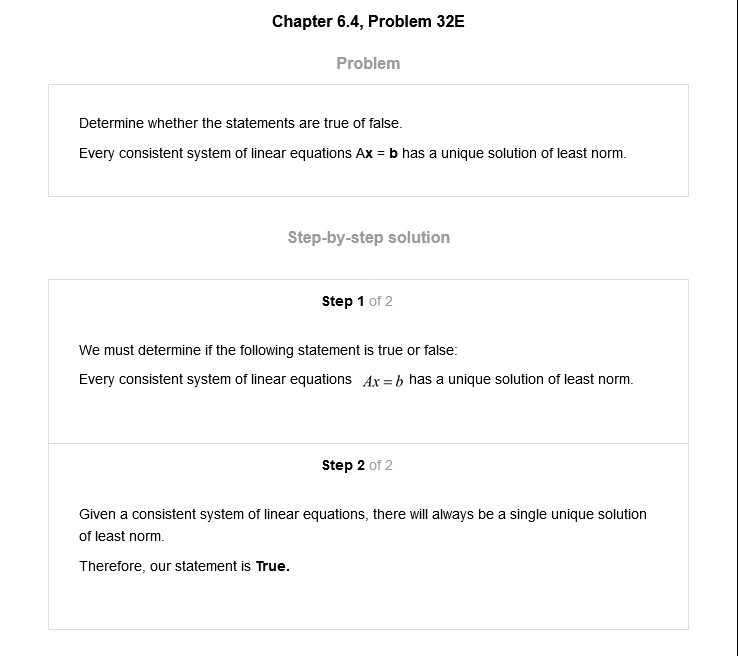 Chapter 6.4, Problem 32E
Problem
Determine whether the statements are true of false.
Every consistent system of linear equations Ax = b has a unique solution of least norm.
Step-by-step solution
Step 1 of 2
We must determine if the following statement is true or false:
Every consistent system of linear equations Ax = b has a unique solution of least norm.
Step 2 of 2
Given a consistent system of linear equations, there will always be a single unique solution
of least norm.
Therefore, our statement is True.